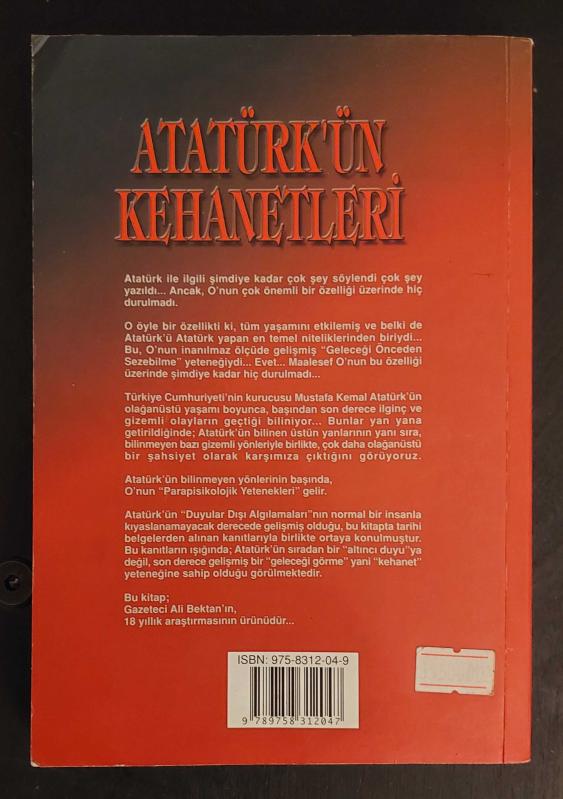 ATATÜRK'ÜN
KEHANETLERİ
Atatürk ile ilgili şimdiye kadar çok şey söylendi çok şey
yazıldı... Ancak, O'nun çok önemli bir özelliği üzerinde hiç
durulmadı.
O öyle bir özellikti ki, tüm yaşamını etkilemiş ve belki de
Atatürk'ü Atatürk yapan en temel niteliklerinden biriydi...
Bu, O'nun inanılmaz ölçüde gelişmiş "Geleceği Önceden
Sezebilme" yeteneğiydi... Evet... Maalesef O'nun bu özelliği
üzerinde şimdiye kadar hiç durulmadı...
Türkiye Cumhuriyeti'nin kurucusu Mustafa Kemal Atatürk'ün
olağanüstü yaşamı boyunca, başından son derece ilginç ve
gizemli olayların geçtiği biliniyor... Bunlar yan yana
getirildiğinde; Atatürk'ün bilinen üstün yanlarının yanı sıra,
bilinmeyen bazı gizemli yönleriyle birlikte, çok daha olağanüstü
bir şahsiyet olarak karşımıza çıktığını görüyoruz.
Atatürk'ün bilinmeyen yönlerinin başında,
O'nun "Parapisikolojik Yetenekleri" gelir.
Atatürk'ün "Duyular Dışı Algılamaları"nın normal bir insanla
kıyaslanamayacak derecede gelişmiş olduğu, bu kitapta tarihi
belgelerden alınan kanıtlarıyla birlikte ortaya konulmuştur.
Bu kanıtların ışığında; Atatürk'ün sıradan bir "altıncı duyu"ya
değil, son derece gelişmiş bir "geleceği görme" yani "kehanet"
yeteneğine sahip olduğu görülmektedir.
Bu kitap;
Gazeteci Ali Bektan'ın,
18 yıllık araştırmasının ürünüdür...
ISBN: 975-8312-04-9
9 789758 312047